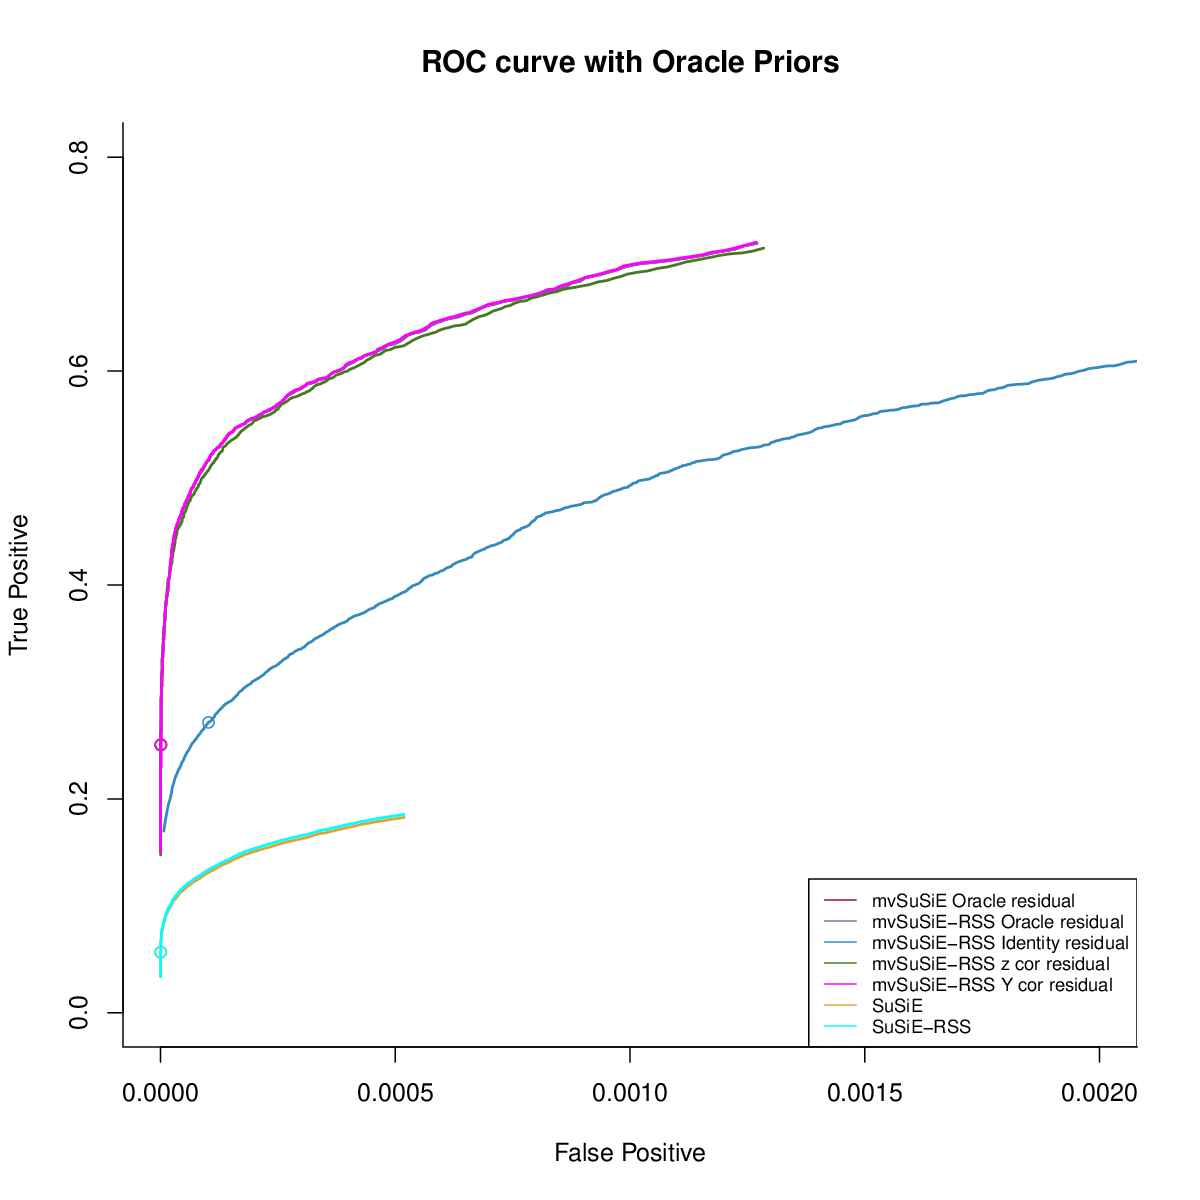 ROC curve with Oracle Priors
True Positive
0.8
0.6
0.4
0.2
0.0
mvSuSiE Oracle residual
mvSuSiE−RSS Oracle residual
mvSuSiE−RSS Identity residual
mvSuSiE−RSS z cor residual
mvSuSiE−RSS Y cor residual
SuSiE
SuSiE−RSS
0.0000 0.0005 0.0010 0.0015 0.0020
False Positive